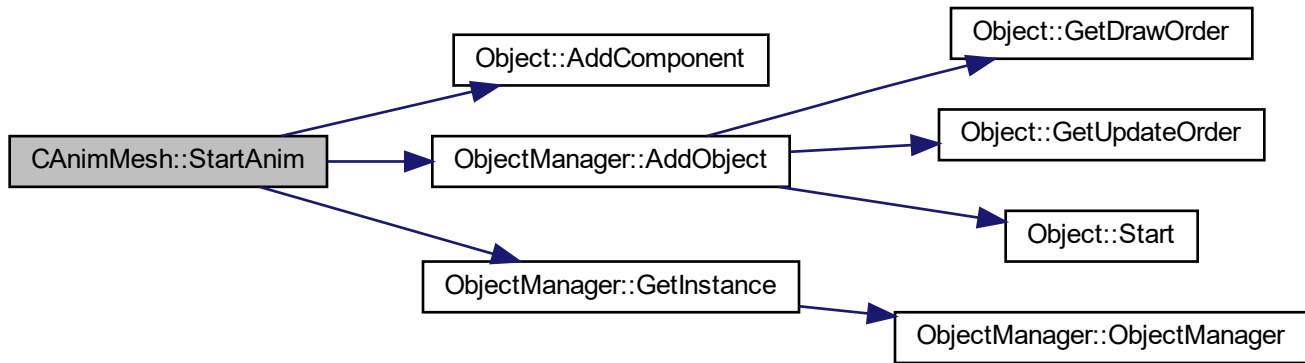 CAnimMesh::StartAnim
Object::AddComponent
ObjectManager::AddObject
ObjectManager::GetInstance
Object::GetDrawOrder
Object::GetUpdateOrder
Object::Start
ObjectManager::ObjectManager